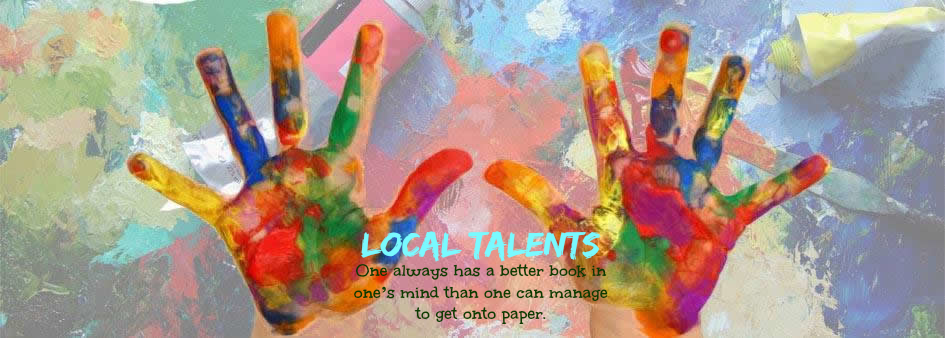 LOCAL TALENTS
One always has a better book in
one's mind than one can manage
to get onto paper.